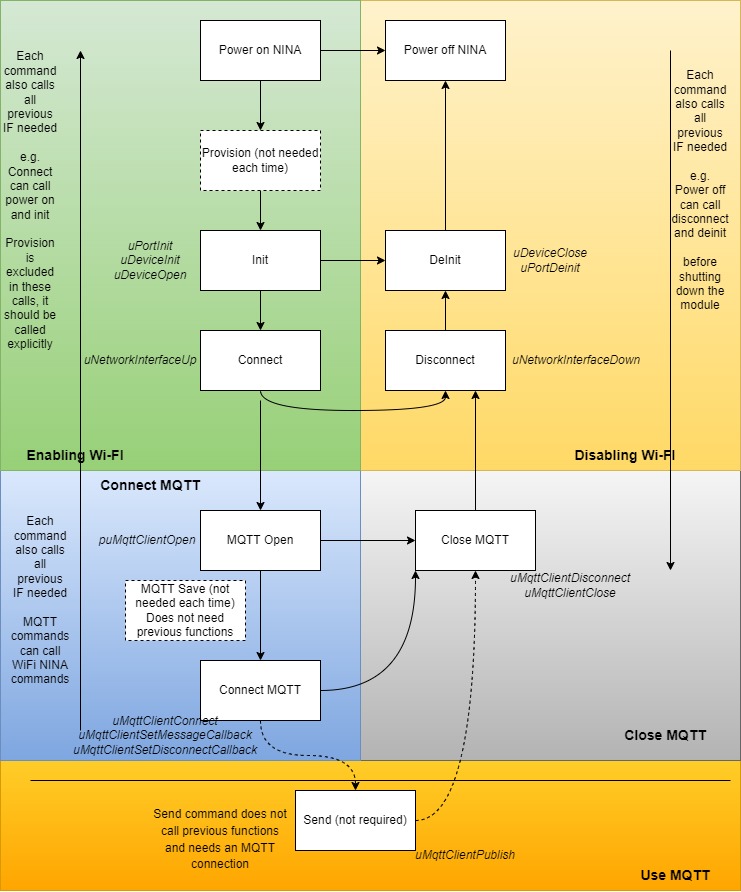 Each
command
also calls
all
previous
IF needed
e.g.
Connect
can call
power on
and init
Provision
is
excluded
in these
calls, it
should be
called
explicitly
Power on NINA
Provision (not needed
each time)
uPortInit
uDeviceInit
uDeviceOpen
Init
uNetworkInterfaceUp
Connect
Enabling Wi-FI
Power off NINA
DeInit
uDeviceClose
uPortDeinit
Disconnect
uNetworkInterfaceDown
Each
command
also calls
all
previous
IF needed
e.g.
Power off
can call
disconnect
and deinit
before
shutting
down the
module
Disabling Wi-FI
Connect MQTT
Each
command
also calls
all
previous
IF needed
MQTT
commands
can call
WiFi NINA
commands
puMqttClientOpen
MQTT Open
MQTT Save (not
needed each time)
Does not need
previous functions
Connect MQTT
uMqttClientConnect
uMqttClientSetMessageCallback
uMqttClientSetDisconnectCallback
Close MQTT
uMqttClientDisconnect
uMqttClientClose
Close MQTT
Send command does not
call previous functions
and needs an MQTT
connection
Send (not required)
uMqttClientPublish
Use MQTT